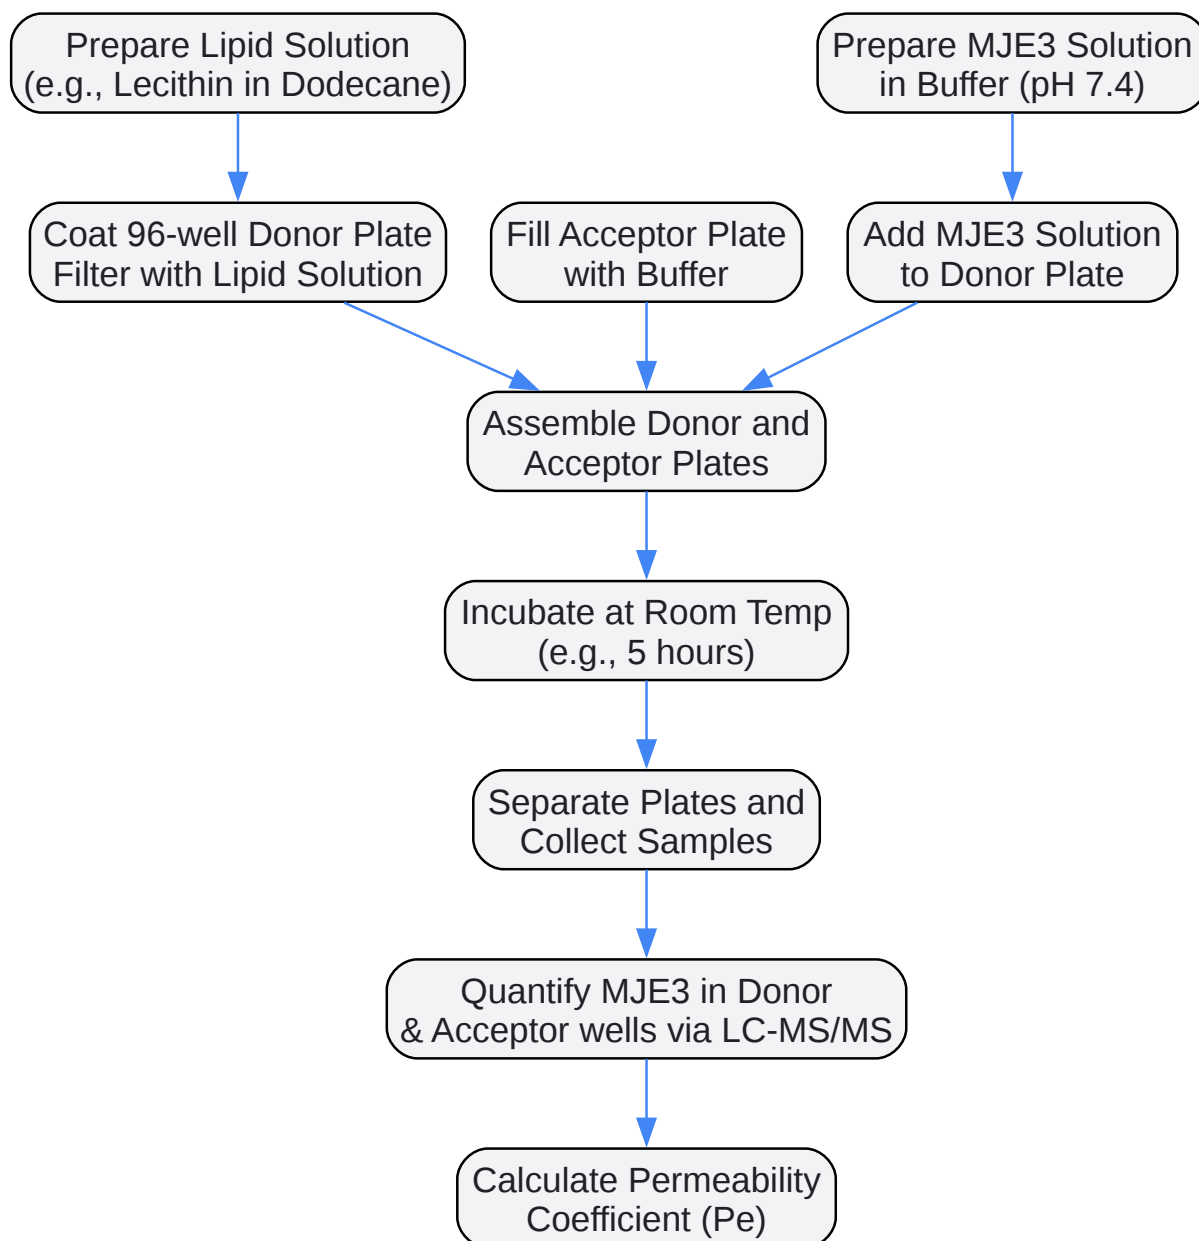 Prepare Lipid Solution
(e.g., Lecithin in Dodecane)
Prepare MJE3 Solution
in Buffer (pH 7.4)
Coat 96-well Donor Plate
Filter with Lipid Solution
Fill Acceptor Plate
with Buffer
Add MJE3 Solution
to Donor Plate
Assemble Donor and
Acceptor Plates
Incubate at Room Temp
(e.g., 5 hours)
Separate Plates and
Collect Samples
Quantify MJE3 in Donor
& Acceptor wells via LC-MS/MS
Calculate Permeability
Coefficient (Pe)